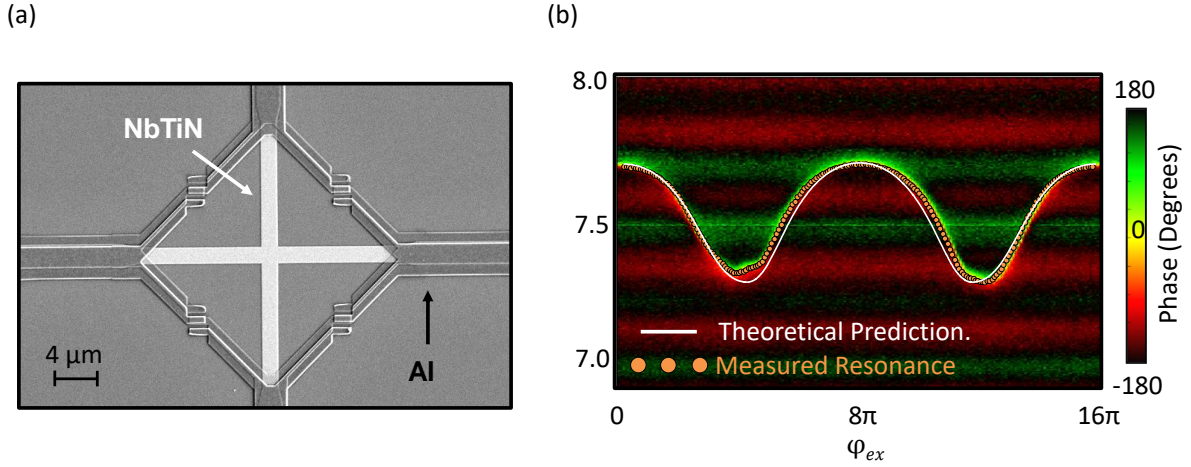 (a)
NbTiN
4 μm
Al
(b)
8.0
7.5
7.0
Theoretical Prediction.
Measured Resonance
0
8π
16π
φex
180
0
-180
Phase (Degrees)